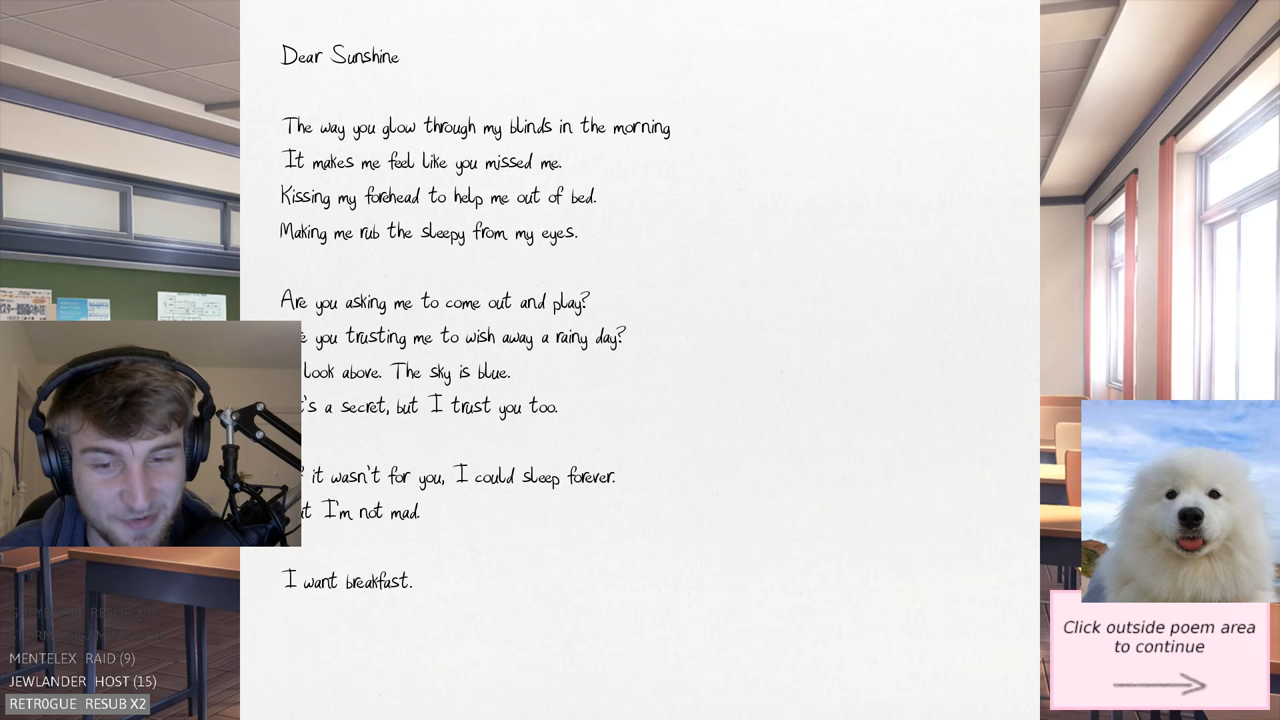 Dear Sunshine
The way you glow through my blinds in the morning
It makes me feel like you missed me.
Kissing my forehead to help me out of bed.
Making me rub the sleepy from my eyes.
Are you asking me to come out and play?
you trusting me to wish away a rainy day?
look above. The sky is blue.
a secret, but I trust you too.
it wasn't for you, I could sleep forever.
I'm not mad.
I want breakfast.
MENTELEX RAID (9)
JEWLANDER HOST (15)
RETR0GUE RESUB X2
Click outside poem area
to continue